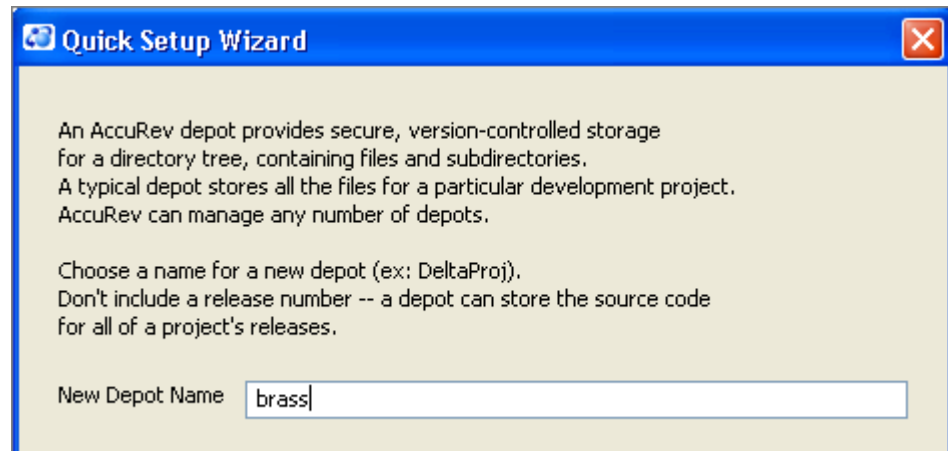 Quick Setup Wizard
An AccuRev depot provides secure, version-controlled storage
for a directory tree, containing files and subdirectories.
A typical depot stores all the files for a particular development project.
AccuRev can manage any number of depots.
Choose a name for a new depot (ex: DeltaProj).
Don't include a release number -- a depot can store the source code
for all of a project's releases.
New Depot Name brass